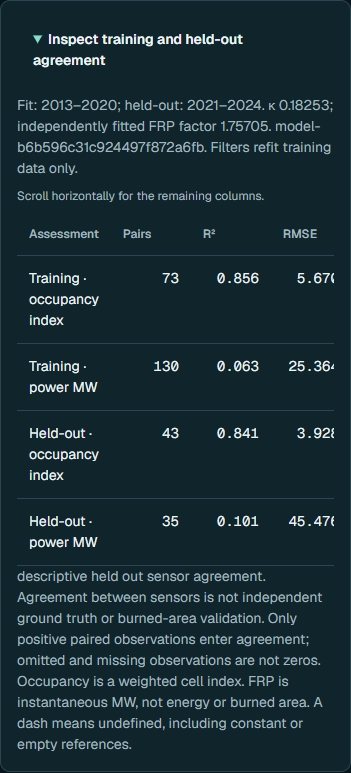 ▼ Inspect training and held-out
agreement
Fit: 2013–2020; held-out: 2021–2024. κ 0.18253;
independently fitted FRP factor 1.75705. model-
b6b596c31c924497f872a6fb. Filters refit training
data only.
Scroll horizontally for the remaining columns.
Assessment Pairs R² RMSE
Training · occupancy index 73 0.856 5.670
Training · power MW 130 0.063 25.364
Held-out · occupancy index 43 0.841 3.928
Held-out · power MW 35 0.101 45.476
descriptive held out sensor agreement.
Agreement between sensors is not independent
ground truth or burned-area validation. Only
positive paired observations enter agreement;
omitted and missing observations are not zeros.
Occupancy is a weighted cell index. FRP is
instantaneous MW, not energy or burned area. A
dash means undefined, including constant or
empty references.